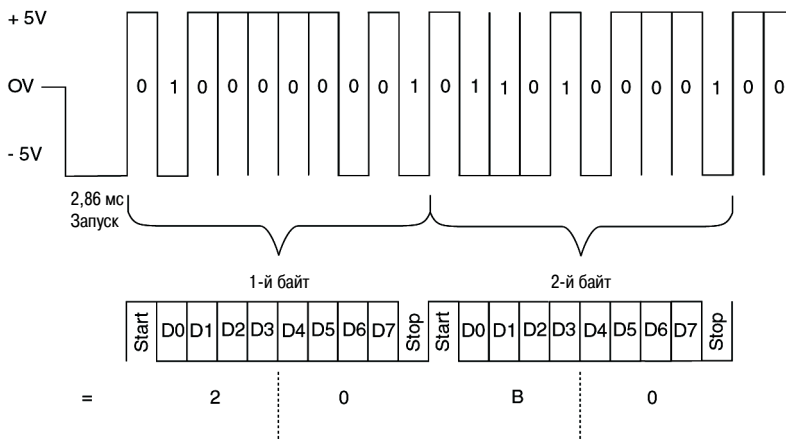 + 5V
0V
- 5V
0 1 0 0 0 0 0 0 0 1 0 1 1 0 1 0 0 0 0 1 0 0
2,86 мс
Запуск
1-й байт
2-й байт
Start D0 D1 D2 D3 D4 D5 D6 D7 Stop Start D0 D1 D2 D3 D4 D5 D6 D7 Stop
= 2 0 B 0